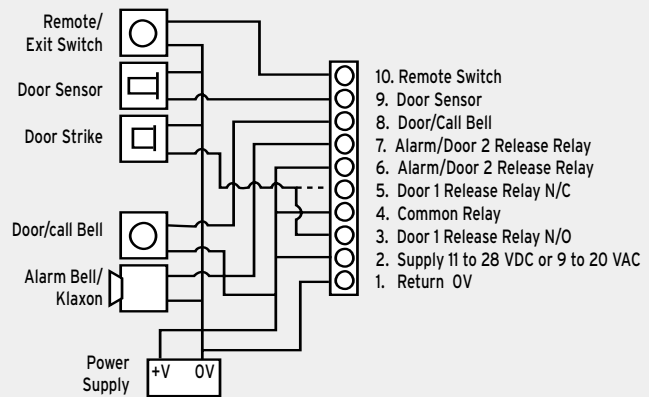 Remote/
Exit Switch
Door Sensor
Door Strike
Door/call Bell
Alarm Bell/
Klaxon
Power
Supply
+V 0V
10. Remote Switch
9. Door Sensor
8. Door/Call Bell
7. Alarm/Door 2 Release Relay
6. Alarm/Door 2 Release Relay
5. Door 1 Release Relay N/C
4. Common Relay
3. Door 1 Release Relay N/O
2. Supply 11 to 28 VDC or 9 to 20 VAC
1. Return 0V